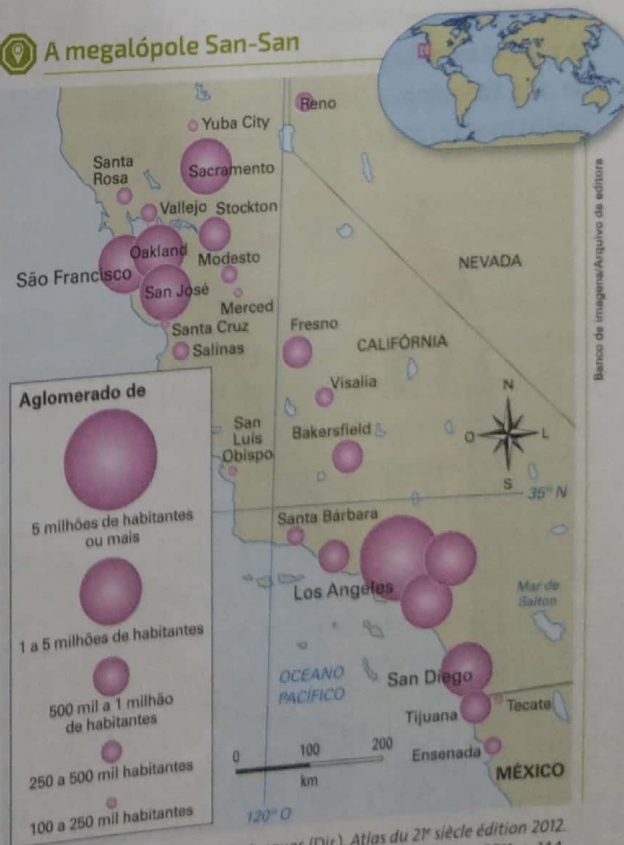 A megalópole San-San
Reno
Yuba City
Sacramento
Santa
Rosa
Vallejo
Stockton
Oakland
Modesto
São Francisco
San José
Merced
Santa Cruz
Salinas
Fresno
NEVADA
CALIFÓRNIA
Visalia
San
Luis
Obispo
Bakersfield
N
O
L
S
35° N
Santa Bárbara
Los Angeles
Mar de
Salton
OCEANO
PACÍFICO
San Diego
Tijuana
Tecate
Ensenada
MÉXICO
0 100 200
km
120° O
Aglomerado de
5 milhões de habitantes
ou mais
1 a 5 milhões de habitantes
500 mil a 1 milhão
de habitantes
250 a 500 mil habitantes
100 a 250 mil habitantes
Banco de imagens/Arquivo da editora
(Dir.). Atlas du 21e siècle édition 2012.